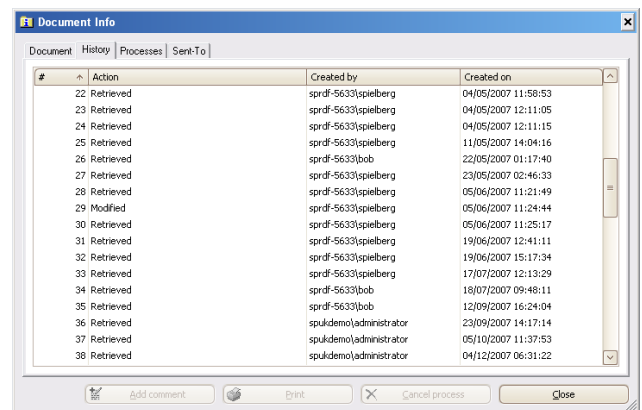 Document Info
Document History Processes Sent-To
# Action Created by Created on
22 Retrieved sprdf-5633\spielberg 04/05/2007 11:58:53
23 Retrieved sprdf-5633\spielberg 04/05/2007 12:11:05
24 Retrieved sprdf-5633\spielberg 04/05/2007 12:11:15
25 Retrieved sprdf-5633\spielberg 11/05/2007 14:04:16
26 Retrieved sprdf-5633\bob 22/05/2007 01:17:40
27 Retrieved sprdf-5633\spielberg 23/05/2007 02:46:33
28 Retrieved sprdf-5633\spielberg 05/06/2007 11:21:49
29 Modified sprdf-5633\spielberg 05/06/2007 11:24:44
30 Retrieved sprdf-5633\spielberg 05/06/2007 11:25:17
31 Retrieved sprdf-5633\spielberg 19/06/2007 12:41:11
32 Retrieved sprdf-5633\spielberg 19/06/2007 15:17:34
33 Retrieved sprdf-5633\spielberg 17/07/2007 12:13:29
34 Retrieved sprdf-5633\bob 18/07/2007 09:48:11
35 Retrieved sprdf-5633\bob 12/09/2007 16:24:04
36 Retrieved spukdemo\administrator 23/09/2007 14:17:14
37 Retrieved spukdemo\administrator 05/10/2007 11:37:53
38 Retrieved spukdemo\administrator 04/12/2007 06:31:22
Add comment Print Cancel process Close